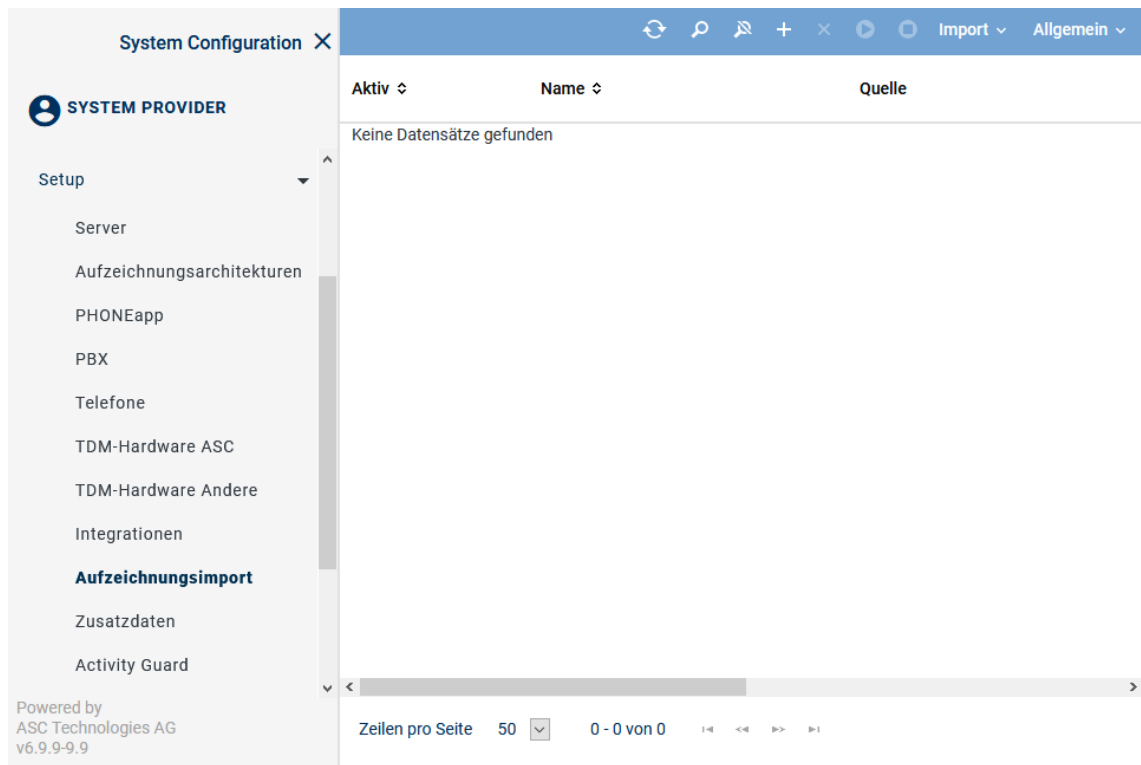 System Configuration
SYSTEM PROVIDER
Setup
Server
Aufzeichnungsarchitekturen
PHONEapp
PBX
Telefone
TDM-Hardware ASC
TDM-Hardware Andere
Integrationen
Aufzeichnungsimport
Zusatzdaten
Activity Guard
Powered by
ASC Technologies AG
v6.9.9-9.9
Import Allgemein
Aktiv Name Quelle
Keine Datensätze gefunden
Zeilen pro Seite 50 0 - 0 von 0